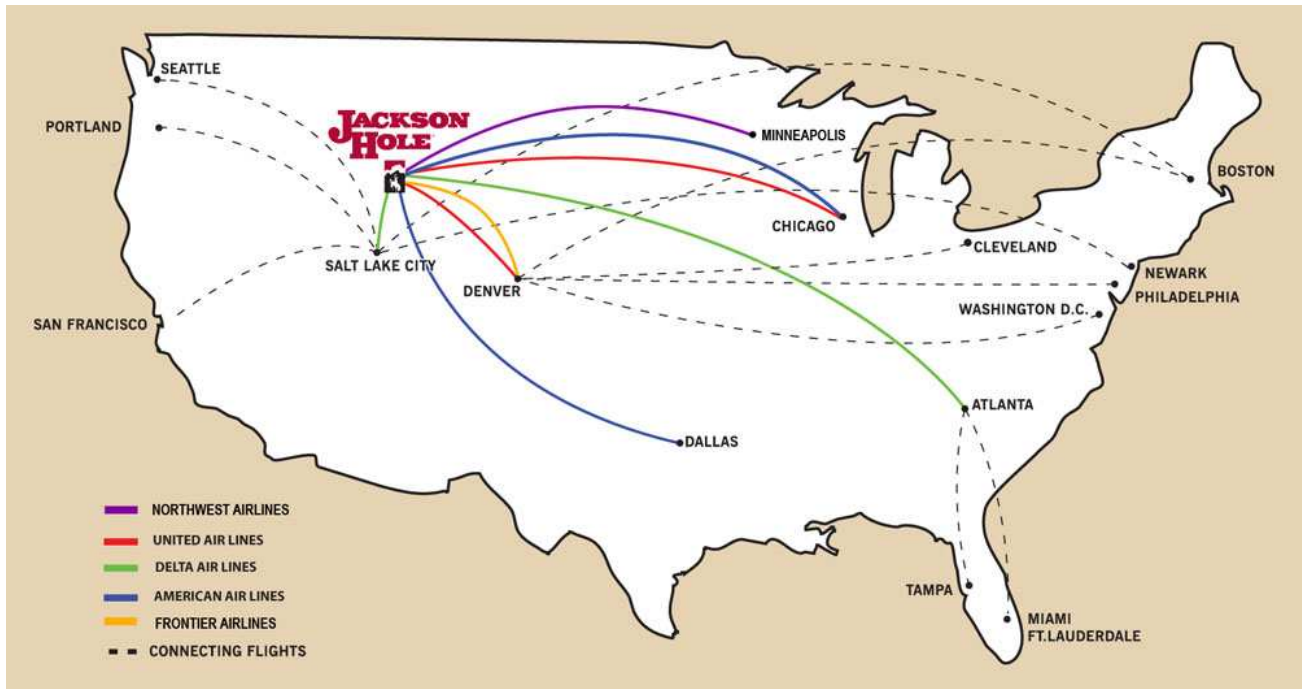 SEATTLE
PORTLAND
JACKSON
HOLE
MINNEAPOLIS
BOSTON
CHICAGO
CLEVELAND
SALT LAKE CITY
DENVER
NEWARK
PHILADELPHIA
WASHINGTON D.C.
SAN FRANCISCO
ATLANTA
DALLAS
NORTHWEST AIRLINES
UNITED AIR LINES
DELTA AIR LINES
AMERICAN AIR LINES
FRONTIER AIRLINES
CONNECTING FLIGHTS
TAMPA
MIAMI
FT.LAUDERDALE